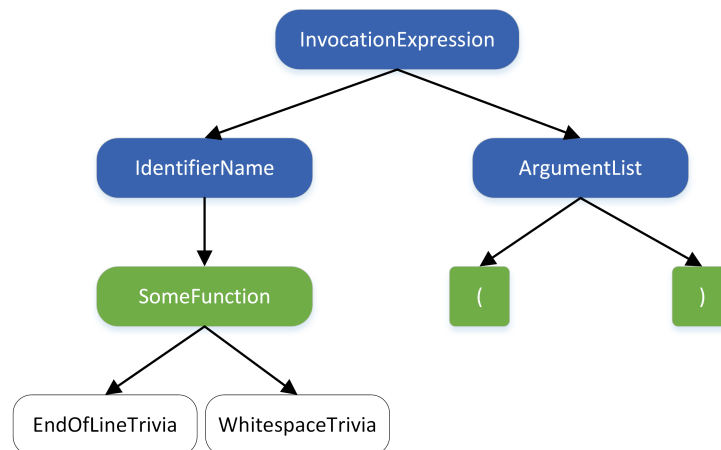 InvocationExpression
IdentifierName
ArgumentList
SomeFunction
(
)
EndOfLineTrivia
WhitespaceTrivia